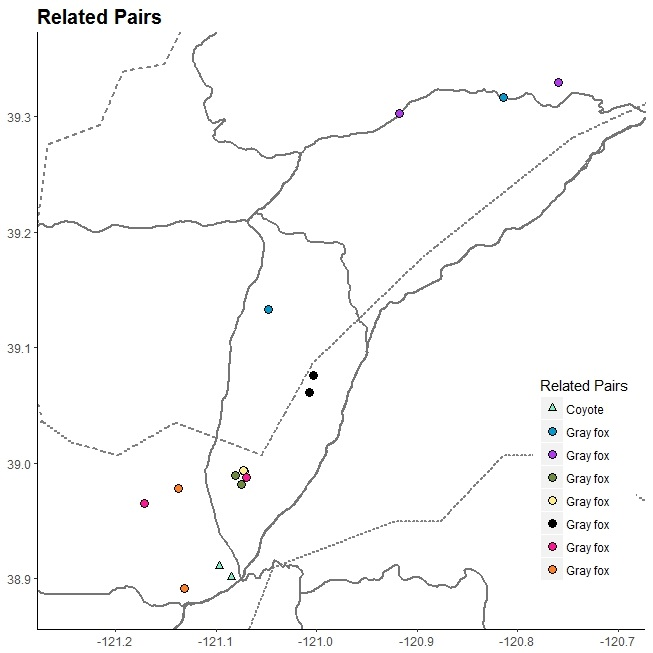 Related Pairs
39.3
39.2
39.1
39.0
38.9
Related Pairs
Coyote
Gray fox
Gray fox
Gray fox
Gray fox
Gray fox
Gray fox
Gray fox
-121.2 -121.1 -121.0 -120.9 -120.8 -120.7